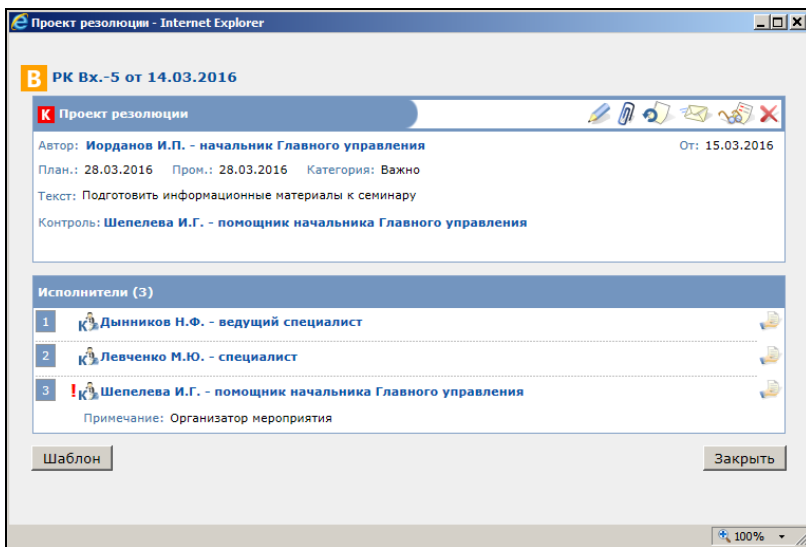 Проект резолюции - Internet Explorer
В РК Вх.-5 от 14.03.2016
К Проект резолюции
Автор: Иорданов И.П. - начальник Главного управления От: 15.03.2016
План.: 28.03.2016 Пром.: 28.03.2016 Категория: Важно
Текст: Подготовить информационные материалы к семинару
Контроль: Шепелева И.Г. - помощник начальника Главного управления
Исполнители (3)
1 К Дынников Н.Ф. - ведущий специалист
2 К Левченко М.Ю. - специалист
3 ! К Шепелева И.Г. - помощник начальника Главного управления
Примечание: Организатор мероприятия
Шаблон Закрыть
100%